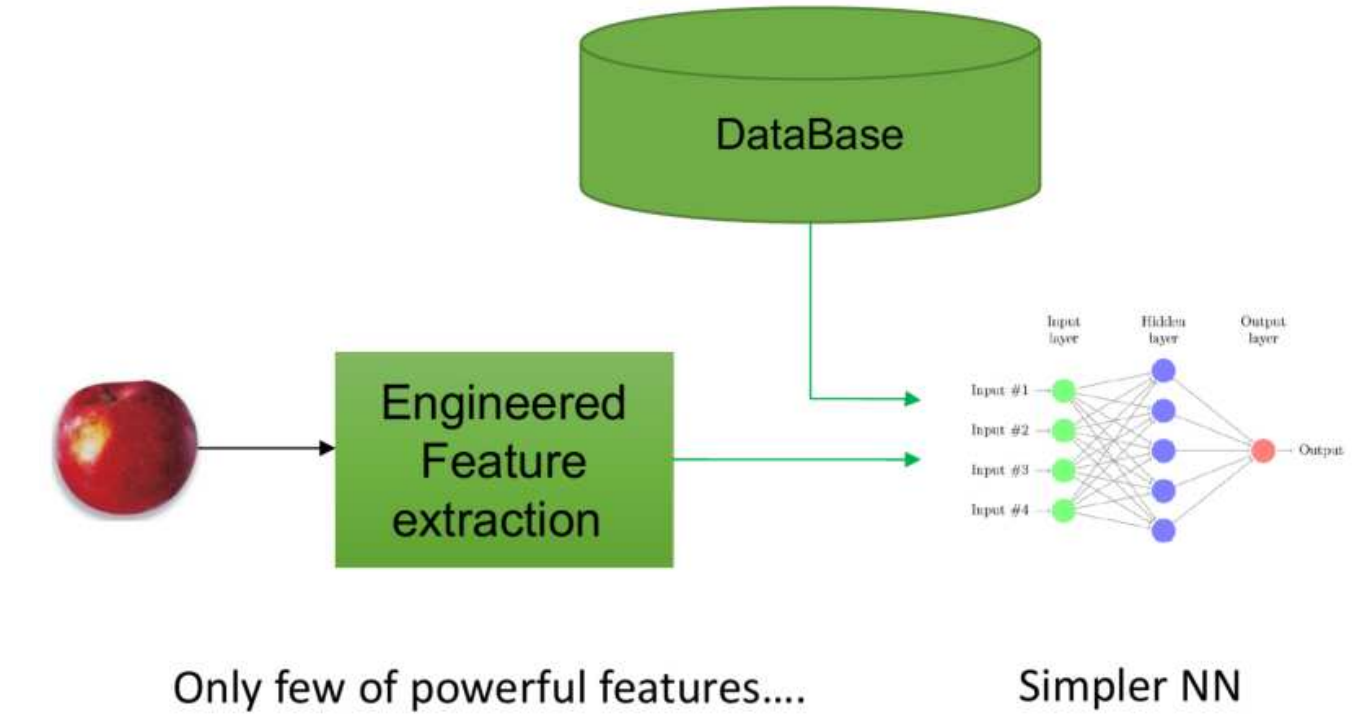 DataBase
Input
layer
Hidden
layer
Output
layer
Input #1
Input #2
Input #3
Input #4
Output
Engineered
Feature
extraction
Only few of powerful features....
Simpler NN